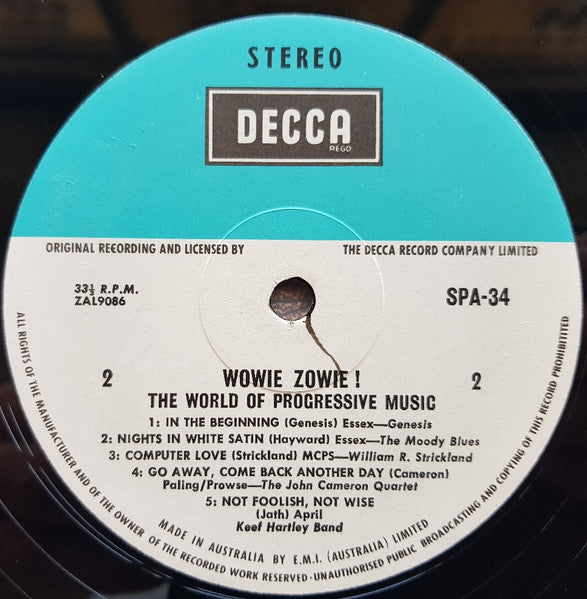 STEREO
DECCA
REGD
ORIGINAL RECORDING AND LICENSED BY THE DECCA RECORD COMPANY LIMITED
33⅓ R.P.M.
ZAL9086
SPA-34
2 WOWIE ZOWIE! 2
THE WORLD OF PROGRESSIVE MUSIC
1: IN THE BEGINNING (Genesis) Essex—Genesis
2: NIGHTS IN WHITE SATIN (Hayward) Essex—The Moody Blues
3: COMPUTER LOVE (Strickland) MCPS—William R. Strickland
4: GO AWAY, COME BACK ANOTHER DAY (Cameron)
Paling/Prowse—The John Cameron Quartet
5: NOT FOOLISH, NOT WISE
(Jath) April
Keef Hartley Band
MADE IN AUSTRALIA BY E.M.I. (AUSTRALIA) LIMITED
ALL RIGHTS OF THE MANUFACTURER AND OF THE OWNER OF THE RECORDED WORK RESERVED · UNAUTHORISED PUBLIC BROADCASTING AND COPYING OF THIS RECORD PROHIBITITED